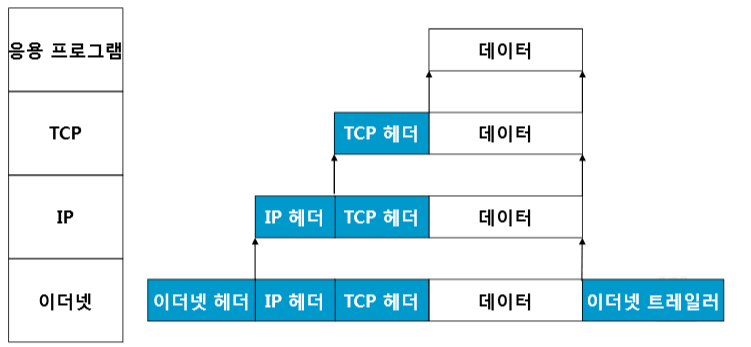 응용 프로그램
데이터
TCP
TCP 헤더
데이터
IP
IP 헤더
TCP 헤더
데이터
이더넷
이더넷 헤더
IP 헤더
TCP 헤더
데이터
이더넷 트레일러